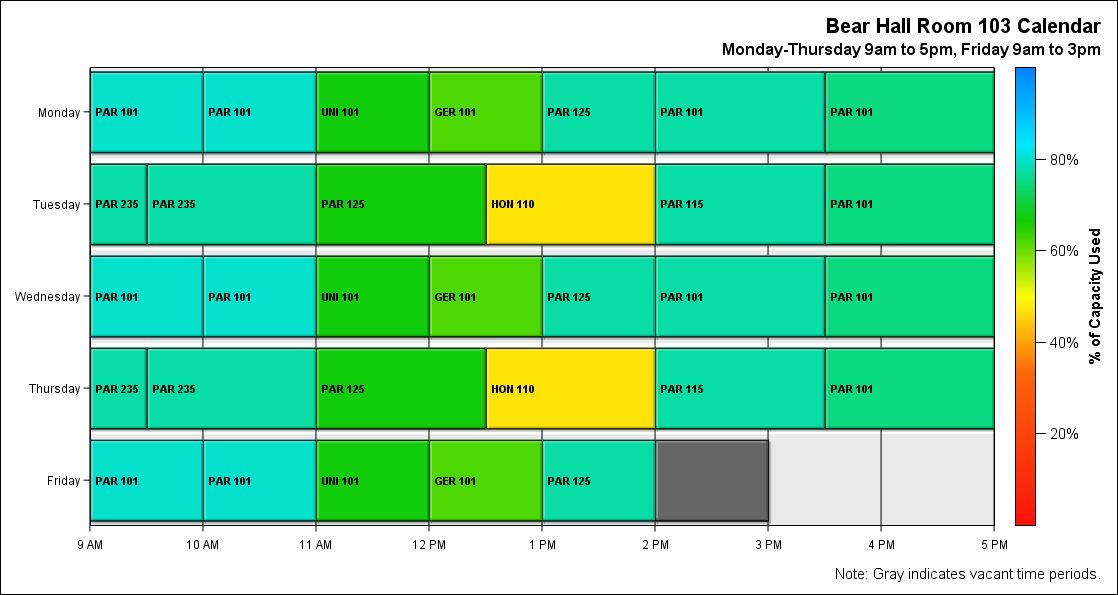 Bear Hall Room 103 Calendar
Monday-Thursday 9am to 5pm, Friday 9am to 3pm
Monday
PAR 101 PAR 101 UNI 101 GER 101 PAR 125 PAR 101 PAR 101
Tuesday
PAR 235 PAR 235 PAR 125 HON 110 PAR 115 PAR 101
Wednesday
PAR 101 PAR 101 UNI 101 GER 101 PAR 125 PAR 101 PAR 101
Thursday
PAR 235 PAR 235 PAR 125 HON 110 PAR 115 PAR 101
Friday
PAR 101 PAR 101 UNI 101 GER 101 PAR 125
9 AM 10 AM 11 AM 12 PM 1 PM 2 PM 3 PM 4 PM 5 PM
80%
60%
40%
20%
% of Capacity Used
Note: Gray indicates vacant time periods.